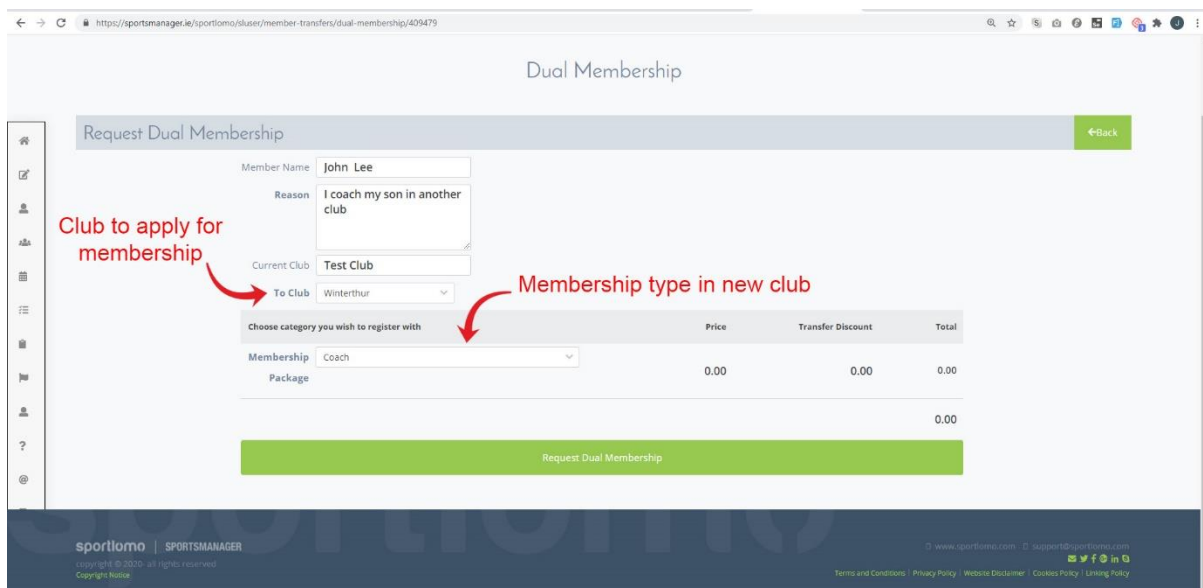 https://sportsmanager.ie/sportlomo/sluser/member-transfers/dual-membership/409479
Dual Membership
Request Dual Membership
←Back
Member Name John Lee
Reason I coach my son in another
club
Club to apply for
membership
Current Club Test Club
To Club Winterthur
Membership type in new club
Choose category you wish to register with Price Transfer Discount Total
Membership Coach
Package 0.00 0.00 0.00
0.00
Request Dual Membership
sportlomo
sportlomo | SPORTSMANAGER
www.sportlomo.com support@sportlomo.com
copyright © 2020- all rights reserved
Copyright Notice
Terms and Conditions | Privacy Policy | Website Disclaimer | Cookies Policy | Linking Policy